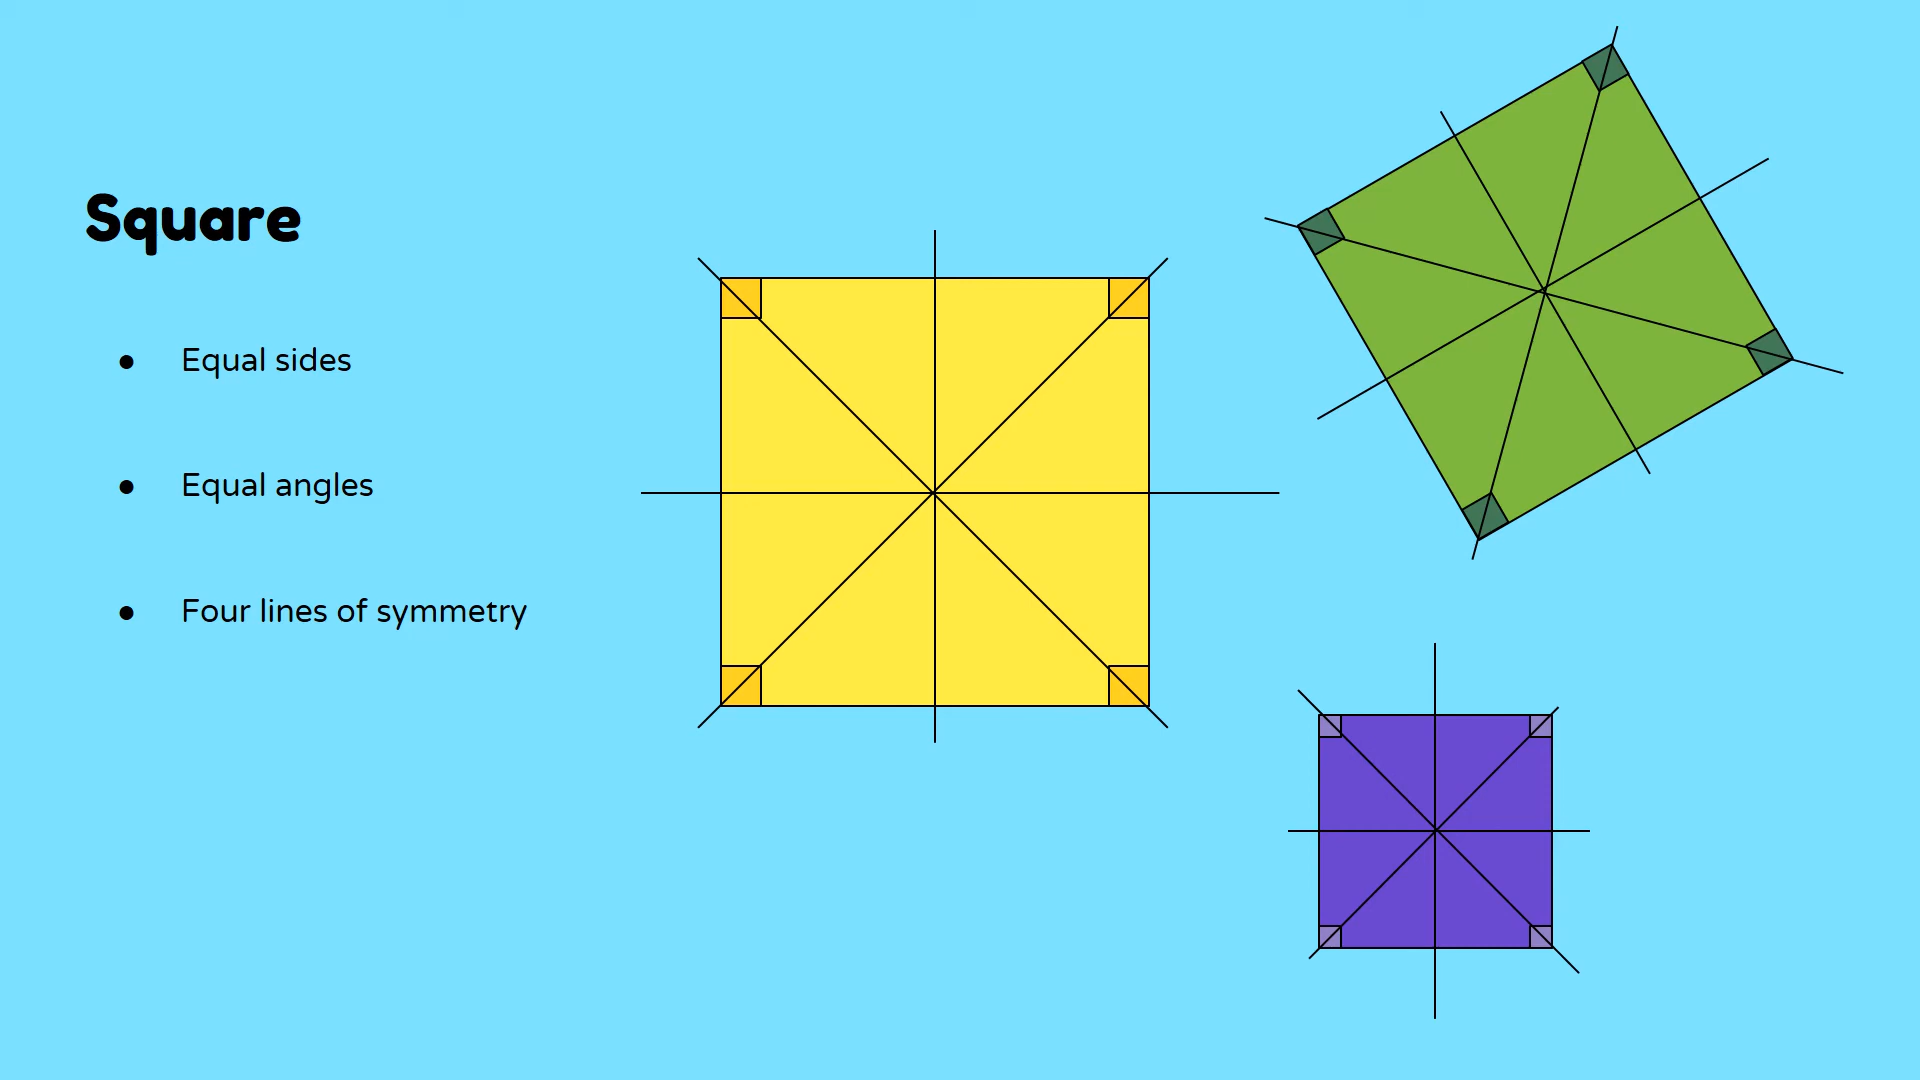 Square
● Equal sides
● Equal angles
● Four lines of symmetry